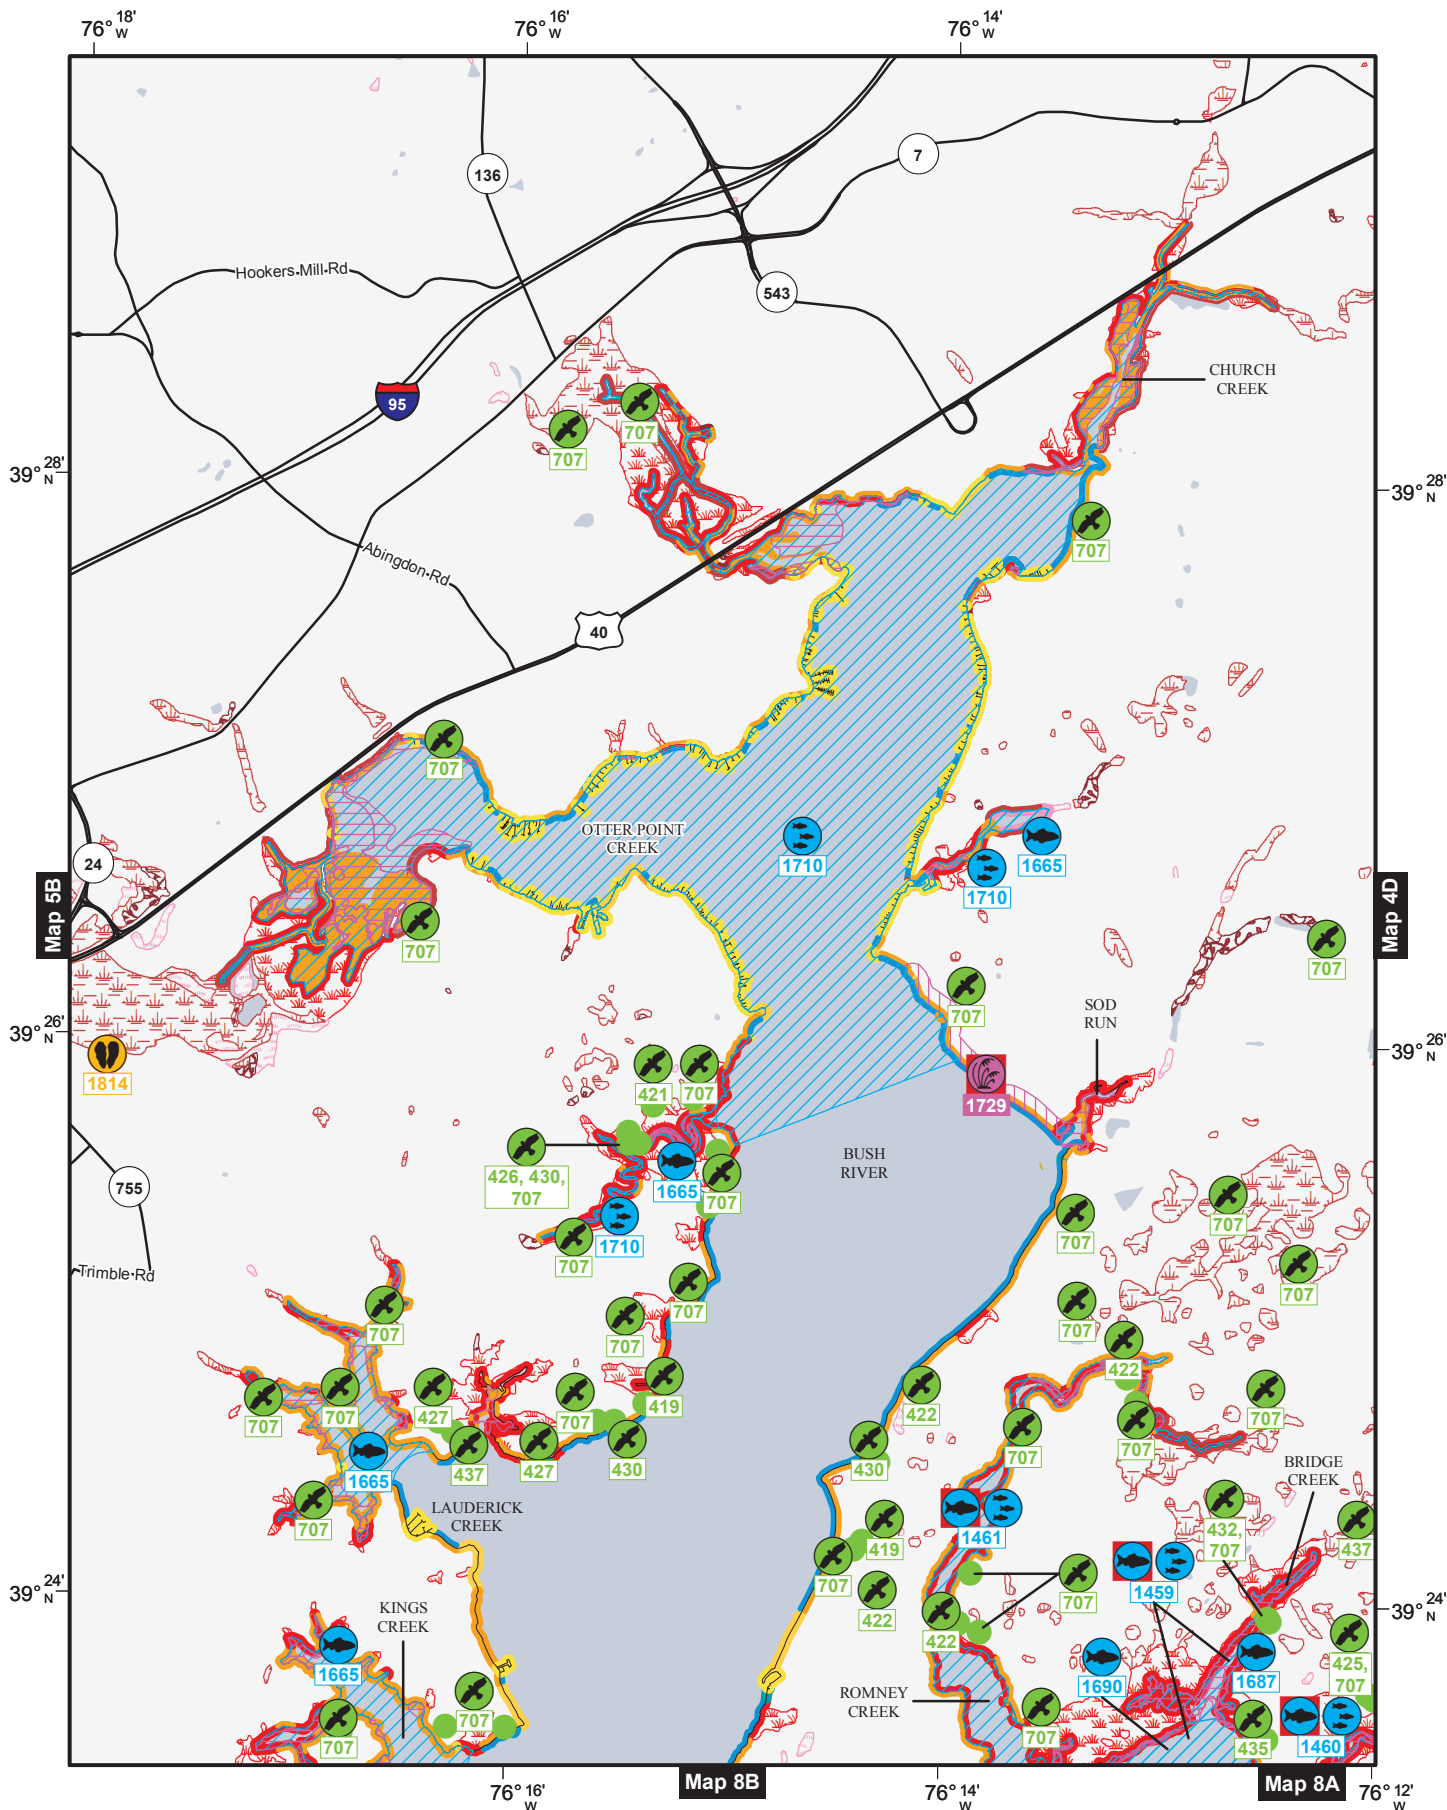 76° 18' W
76° 16' W
76° 14' W
7
136
Hookers Mill Rd
543
CHURCH
CREEK
95
707
707
39° 28' N
39° 28' N
707
Abingdon Rd
40
707
OTTER POINT
CREEK
1710
1665
1710
24
Map 5B
Map 4D
707
707
707
SOD
RUN
39° 26' N
39° 26' N
1814
421
707
1729
BUSH
RIVER
426, 430,
707
1665
707
755
707
1710
707
707
707
Trimble Rd
707
707
707
707
422
707
707
427
707
419
422
707
707
707
437
427
430
430
1665
BRIDGE
CREEK
707
LAUDERICK
CREEK
1461
432,
707
437
419
1459
707
707
422
39° 24' N
39° 24' N
KINGS
CREEK
422
1665
1690
1687
425,
707
ROMNEY
CREEK
707
707
707
435
1460
76° 16' W
Map 8B
76° 14' W
Map 8A
76° 12' W